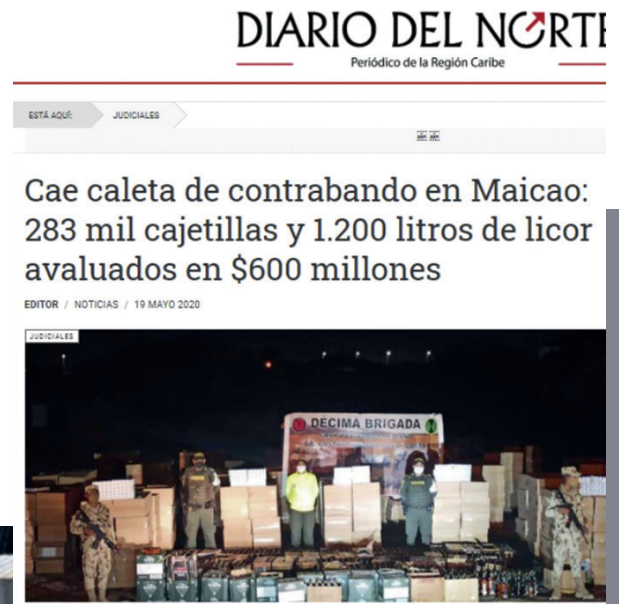 DIARIO DEL NORTE
Periódico de la Región Caribe
ESTÁ AQUÍ:
JUDICIALES
Cae caleta de contrabando en Maicao:
283 mil cajetillas y 1.200 litros de licor
avaluados en $600 millones
EDITOR / NOTICIAS / 19 MAYO 2020
JUDICIALES
DÉCIMA BRIGADA